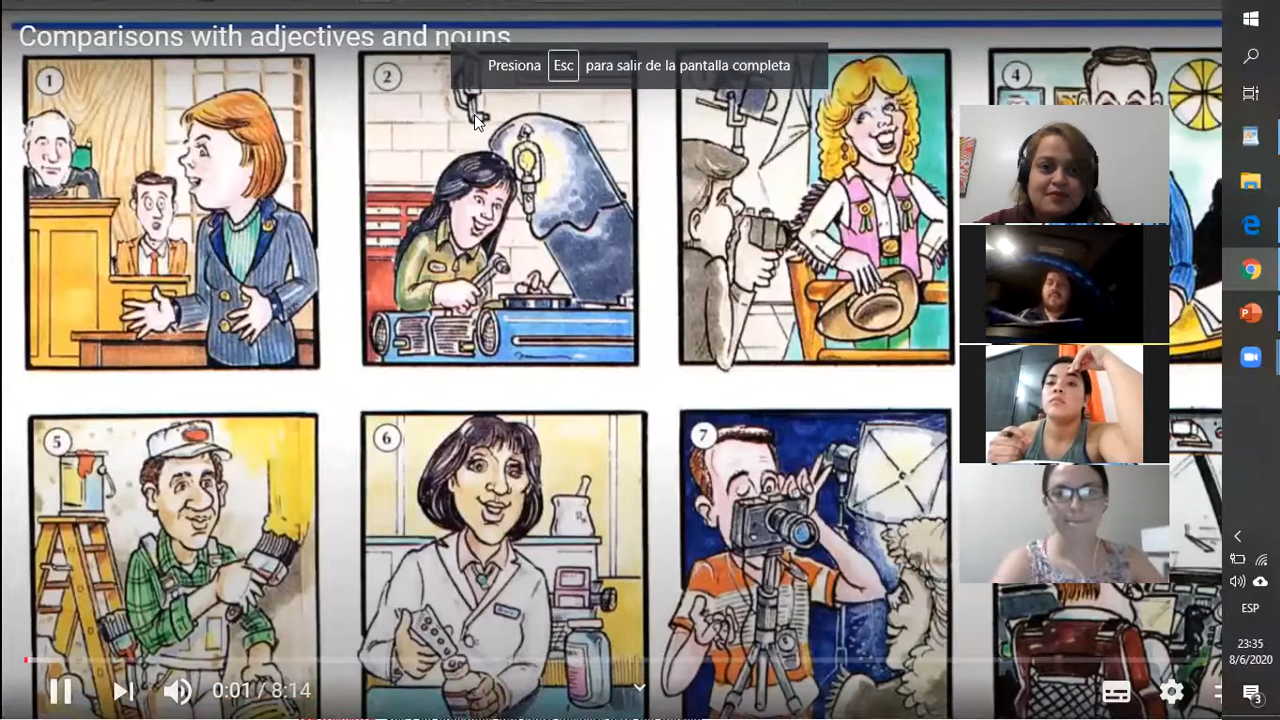 Comparisons with adjectives and nouns
Presiona Esc para salir de la pantalla completa
1
2
4
5
6
7
0:01 / 8:14
ESP
23:35
8/6/2020
3